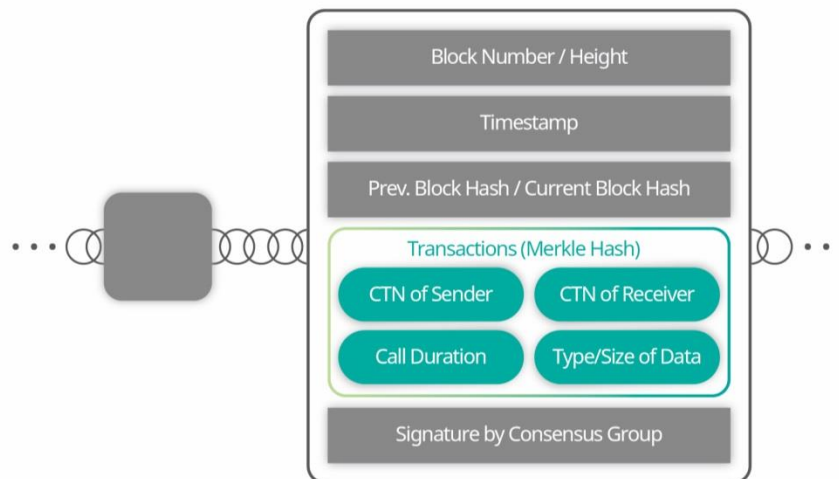 Block Number / Height
Timestamp
Prev. Block Hash / Current Block Hash
Transactions (Merkle Hash)
CTN of Sender
CTN of Receiver
Call Duration
Type/Size of Data
Signature by Consensus Group